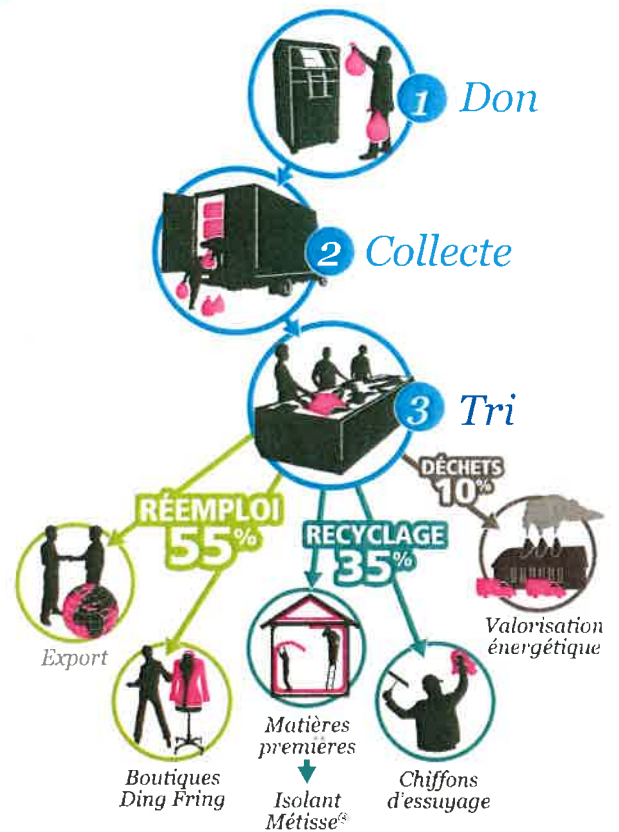 1 Don
2 Collecte
3 Tri
DÉCHETS
10%
RÉEMPLOI
55%
RECYCLAGE
35%
Export
Valorisation
énergétique
Boutiques
Ding Fring
Matières
premières
Isolant
Métisse®
Chiffons
d'essuyage